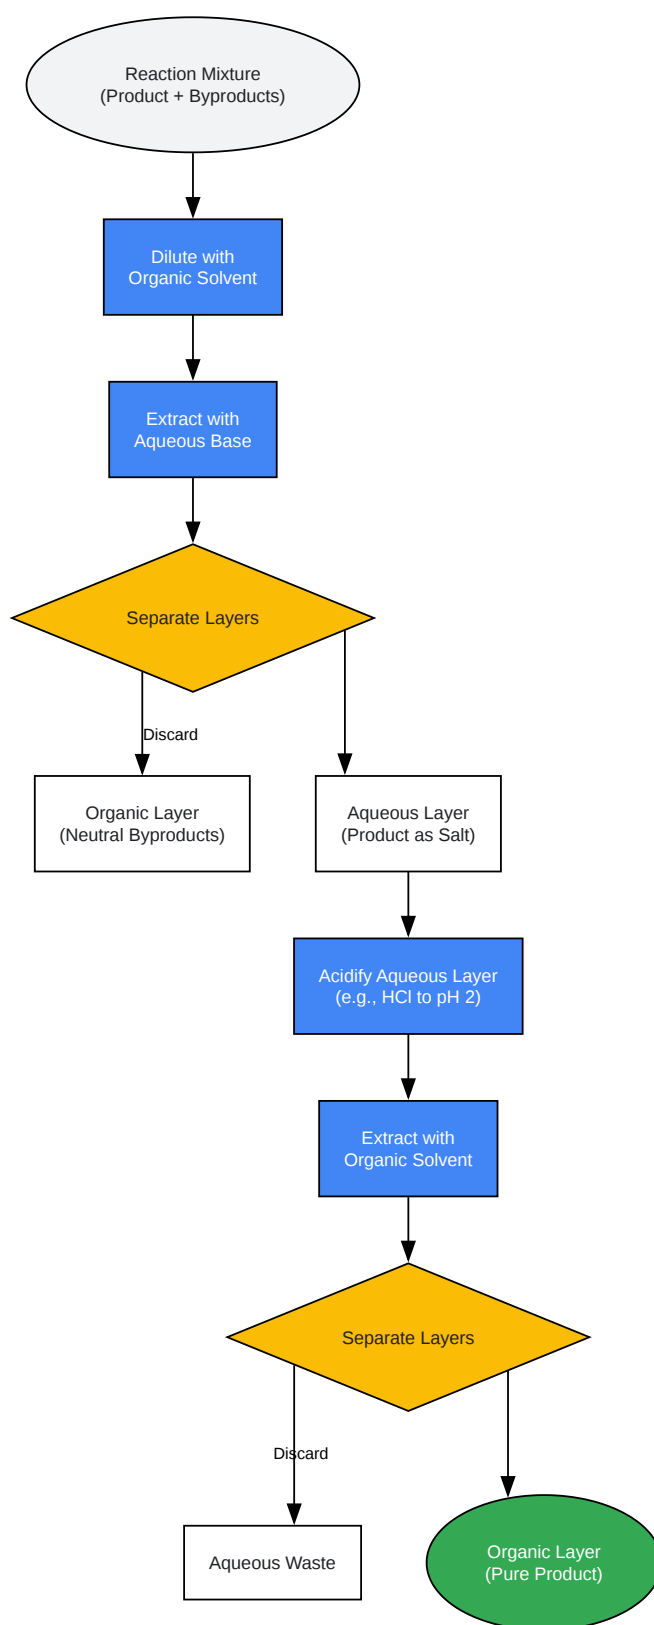 Reaction Mixture
(Product + Byproducts)
Dilute with
Organic Solvent
Extract with
Aqueous Base
Separate Layers
Discard
Organic Layer
(Neutral Byproducts)
Aqueous Layer
(Product as Salt)
Acidify Aqueous Layer
(e.g., HCl to pH 2)
Extract with
Organic Solvent
Separate Layers
Discard
Aqueous Waste
Organic Layer
(Pure Product)